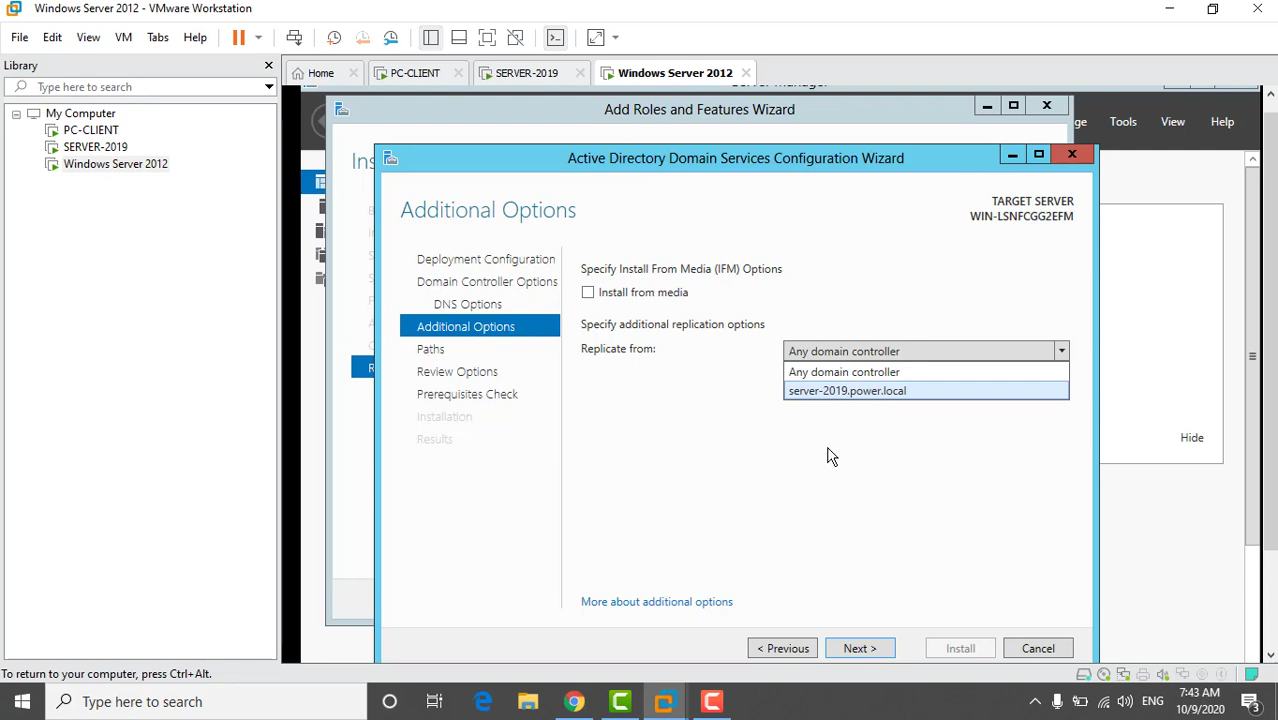 Windows Server 2012 - VMware Workstation
File Edit View VM Tabs Help
Library
Type here to search
My Computer
PC-CLIENT
SERVER-2019
Windows Server 2012
Home
PC-CLIENT
SERVER-2019
Windows Server 2012
Add Roles and Features Wizard
Tools View Help
Active Directory Domain Services Configuration Wizard
Additional Options
TARGET SERVER
WIN-LSNFCGG2EFM
Deployment Configuration
Domain Controller Options
DNS Options
Additional Options
Paths
Review Options
Prerequisites Check
Installation
Results
Specify Install From Media (IFM) Options
Install from media
Specify additional replication options
Replicate from:
Any domain controller
Any domain controller
server-2019.power.local
More about additional options
Hide
< Previous Next > Install Cancel
To return to your computer, press Ctrl+Alt.
Type here to search
ENG
7:43 AM
10/9/2020
3